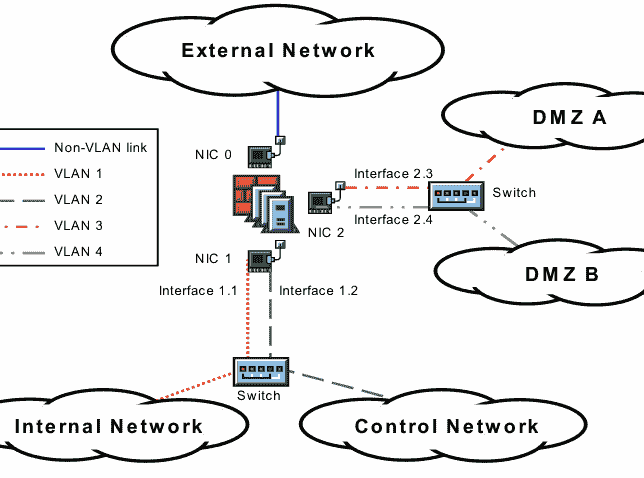 External Network
DMZ A
Non-VLAN link
VLAN 1
VLAN 2
VLAN 3
VLAN 4
NIC 0
Interface 2.3
Switch
Interface 2.4
NIC 2
NIC 1
DMZ B
Interface 1.1
Interface 1.2
Switch
Internal Network
Control Network